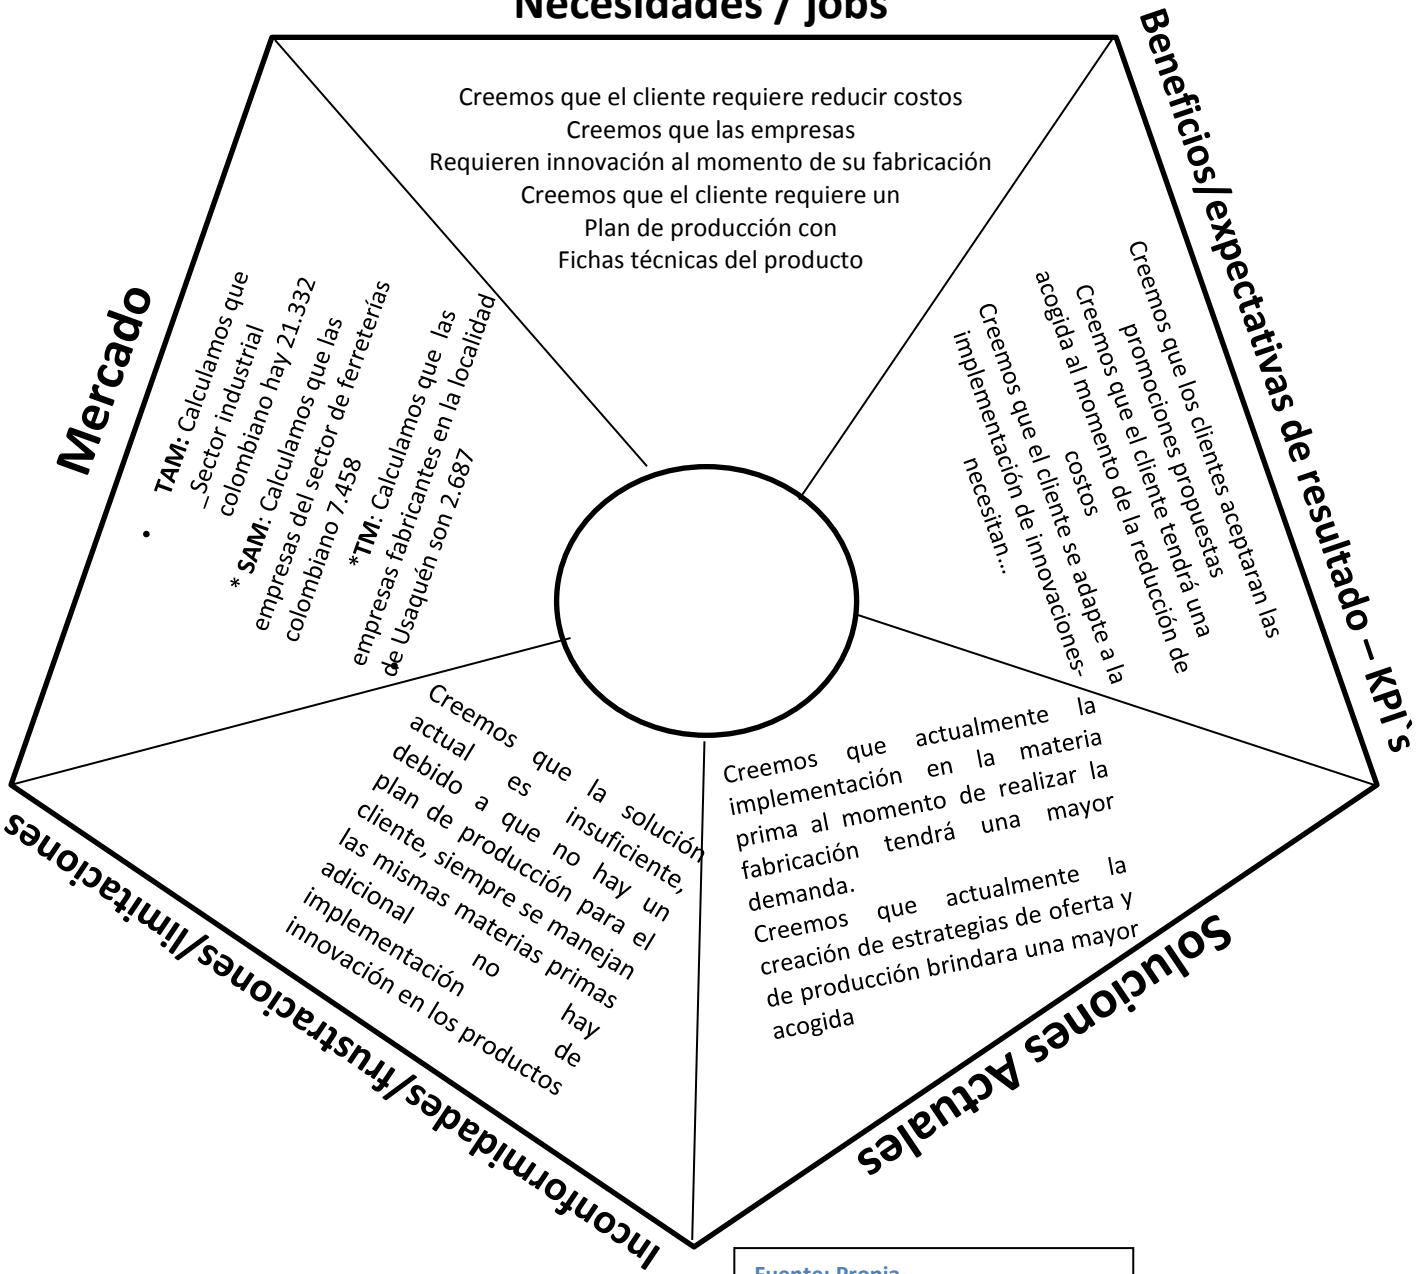 Necesidades / jobs
Creemos que el cliente requiere reducir costos
Creemos que las empresas
Requieren innovación al momento de su fabricación
Creemos que el cliente requiere un
Plan de producción con
Fichas técnicas del producto
Beneficios/expectativas de resultado – KPI`s
Creemos que los clientes aceptaran las
promociones propuestas
Creemos que el cliente tendrá una
acogida al momento de la reducción de
costos
Creemos que el cliente se adapte a la
implementación de innovaciones-
necesitan...
Mercado
• TAM: Calculamos que
_Sector industrial
colombiano hay 21.332
* SAM: Calculamos que las
empresas del sector de ferreterías
colombiano 7.458
*TM: Calculamos que las
empresas fabricantes en la localidad
de Usaquén son 2.687
•
Creemos que la solución
actual es insuficiente,
debido a que no hay un
plan de producción para el
cliente, siempre se manejan
las mismas materias primas
adicional no hay
implementación de
innovación en los productos
Inconformidades/frustraciones/limitaciones
Creemos que actualmente la
implementación en la materia
prima al momento de realizar la
fabricación tendrá una mayor
demanda.
Creemos que actualmente la
creación de estrategias de oferta y
de producción brindara una mayor
acogida
Soluciones Actuales
Fuente: Propia